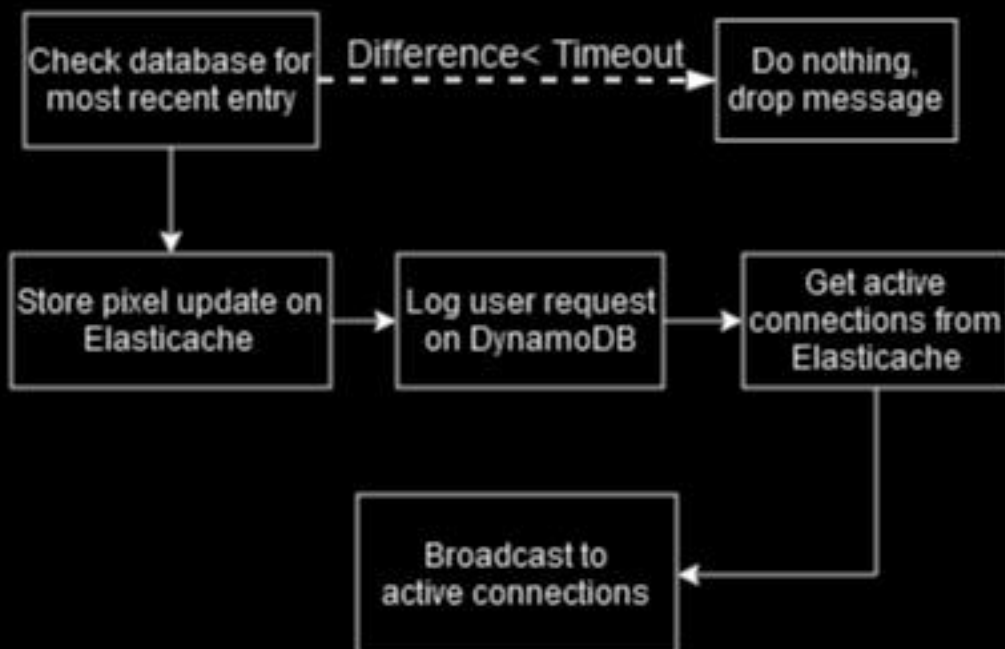 Check database for
most recent entry
Difference< Timeout
Do nothing,
drop message
Store pixel update on
Elasticache
Log user request
on DynamoDB
Get active
connections from
Elasticache
Broadcast to
active connections